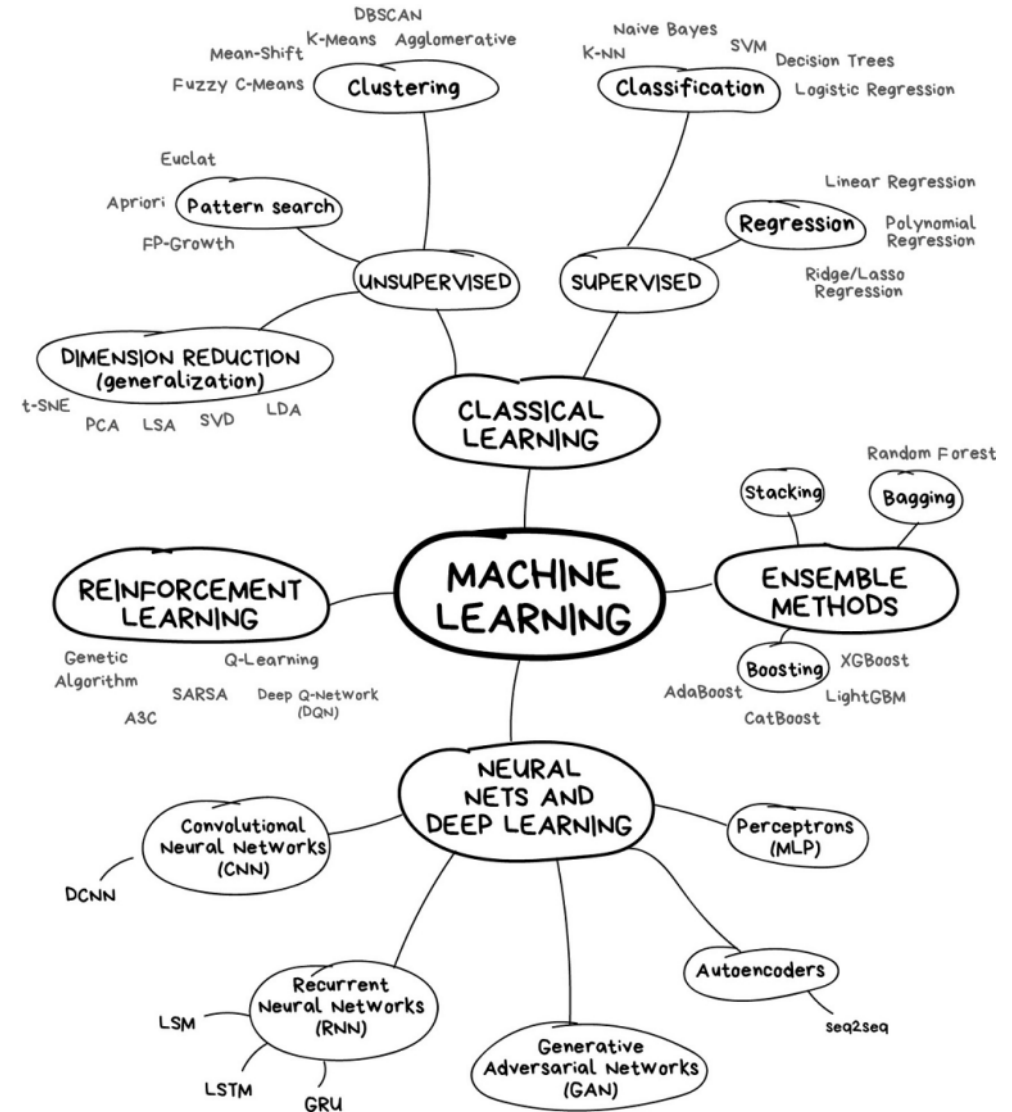 DBSCAN
K-Means
Agglomerative
Mean-Shift
Fuzzy C-Means
Clustering
Naive Bayes
K-NN
SVM
Decision Trees
Classification
Logistic Regression
Euclat
Apriori
Pattern search
FP-Growth
Linear Regression
Regression
Polynomial
Regression
Ridge/Lasso
Regression
UNSUPERVISED
SUPERVISED
DIMENSION REDUCTION
(generalization)
t-SNE
PCA
LSA
SVD
LDA
CLASSICAL
LEARNING
Random Forest
Stacking
Bagging
MACHINE
LEARNING
REINFORCEMENT
LEARNING
ENSEMBLE
METHODS
Genetic
Algorithm
Q-Learning
SARSA
Deep Q-Network
(DQN)
A3C
Boosting
XGBoost
AdaBoost
LightGBM
CatBoost
NEURAL
NETS AND
DEEP LEARNING
Convolutional
Neural Networks
(CNN)
DCNN
Perceptrons
(MLP)
Autoencoders
seq2seq
Recurrent
Neural Networks
(RNN)
LSM
LSTM
GRU
Generative
Adversarial Networks
(GAN)